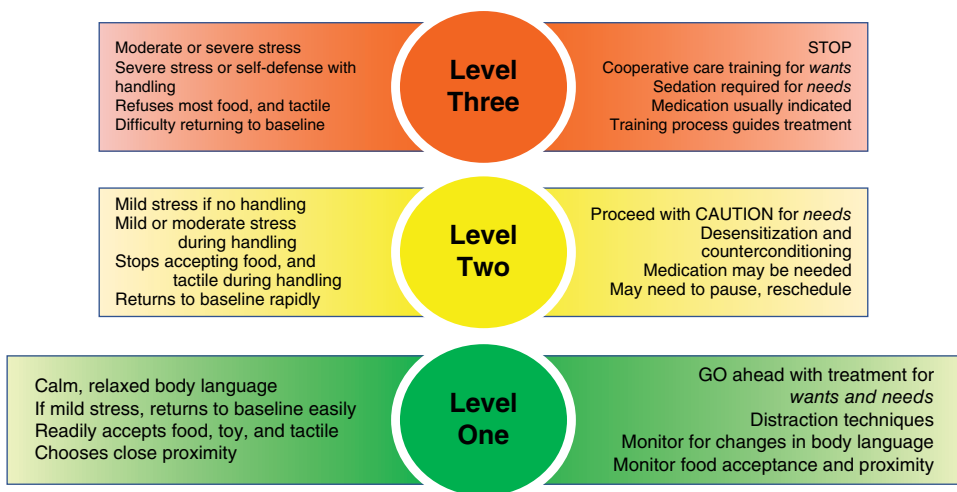 Moderate or severe stress
Severe stress or self-defense with
handling
Refuses most food, and tactile
Difficulty returning to baseline
Level
Three
STOP
Cooperative care training for wants
Sedation required for needs
Medication usually indicated
Training process guides treatment
Mild stress if no handling
Mild or moderate stress
during handling
Stops accepting food, and
tactile during handling
Returns to baseline rapidly
Level
Two
Proceed with CAUTION for needs
Desensitization and
counterconditioning
Medication may be needed
May need to pause, reschedule
Calm, relaxed body language
If mild stress, returns to baseline easily
Readily accepts food, toy, and tactile
Chooses close proximity
Level
One
GO ahead with treatment for
wants and needs
Distraction techniques
Monitor for changes in body language
Monitor food acceptance and proximity